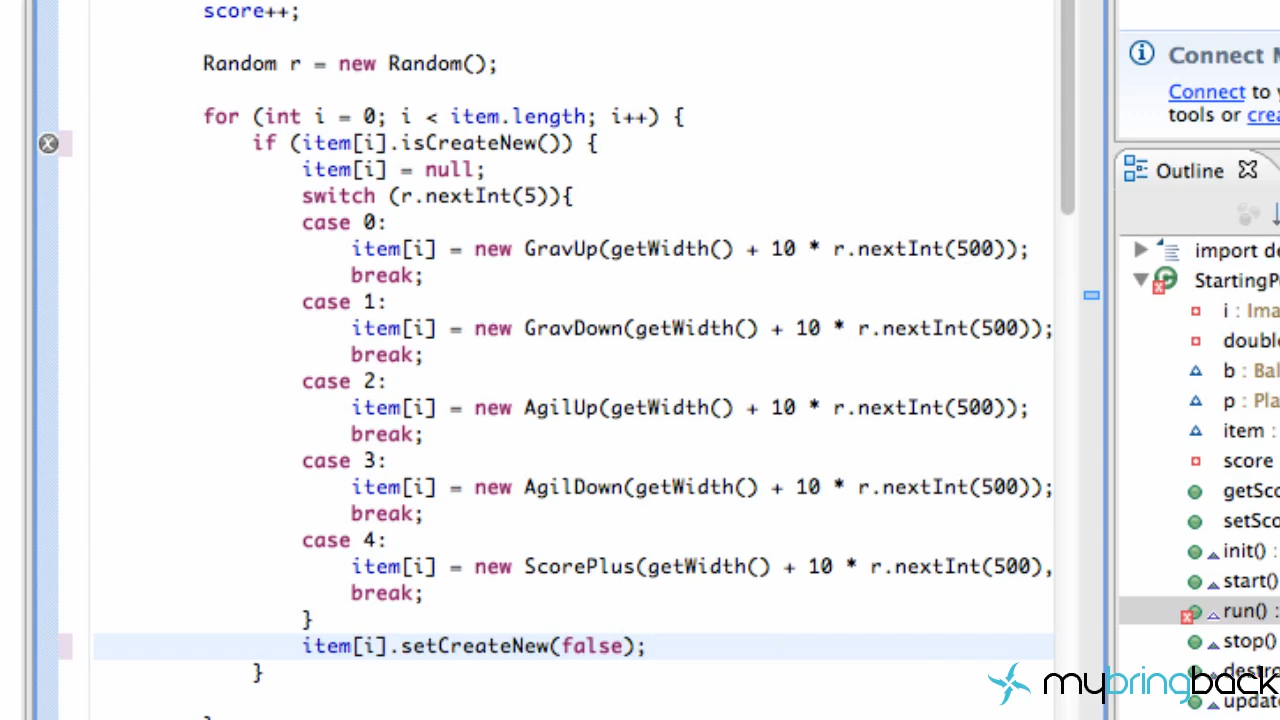 score++;
Random r = new Random();
for (int i = 0; i < item.length; i++) {
if (item[i].isCreateNew()) {
item[i] = null;
switch (r.nextInt(5)){
case 0:
item[i] = new GravUp(getWidth() + 10 * r.nextInt(500));
break;
case 1:
item[i] = new GravDown(getWidth() + 10 * r.nextInt(500));
break;
case 2:
item[i] = new AgilUp(getWidth() + 10 * r.nextInt(500));
break;
case 3:
item[i] = new AgilDown(getWidth() + 10 * r.nextInt(500));
break;
case 4:
item[i] = new ScorePlus(getWidth() + 10 * r.nextInt(500),
break;
}
item[i].setCreateNew(false);
}
Connect
Connect to
tools or
Outline
import
i : Ima
b : Bal
p : Pla
item :
score
init() :
start()
run() :
stop()
mybringback